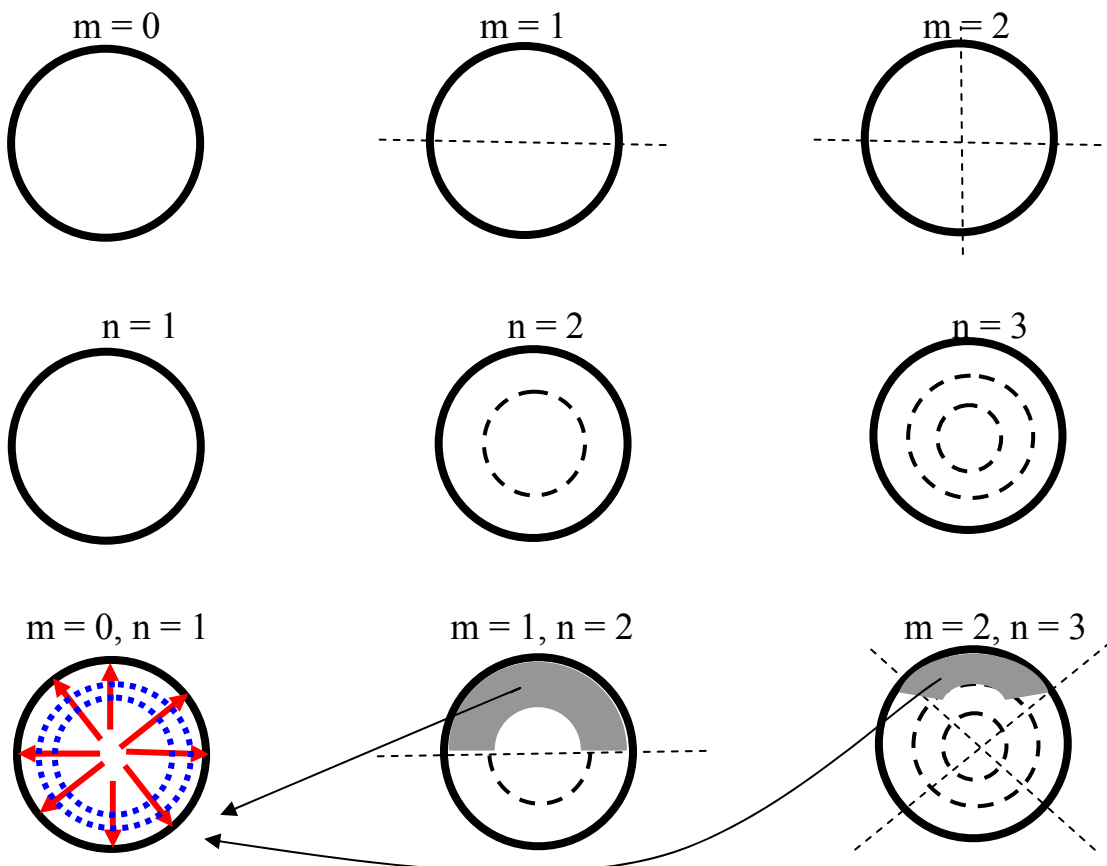 m = 0
m = 1
m = 2
n = 1
n = 2
n = 3
m = 0, n = 1
m = 1, n = 2
m = 2, n = 3